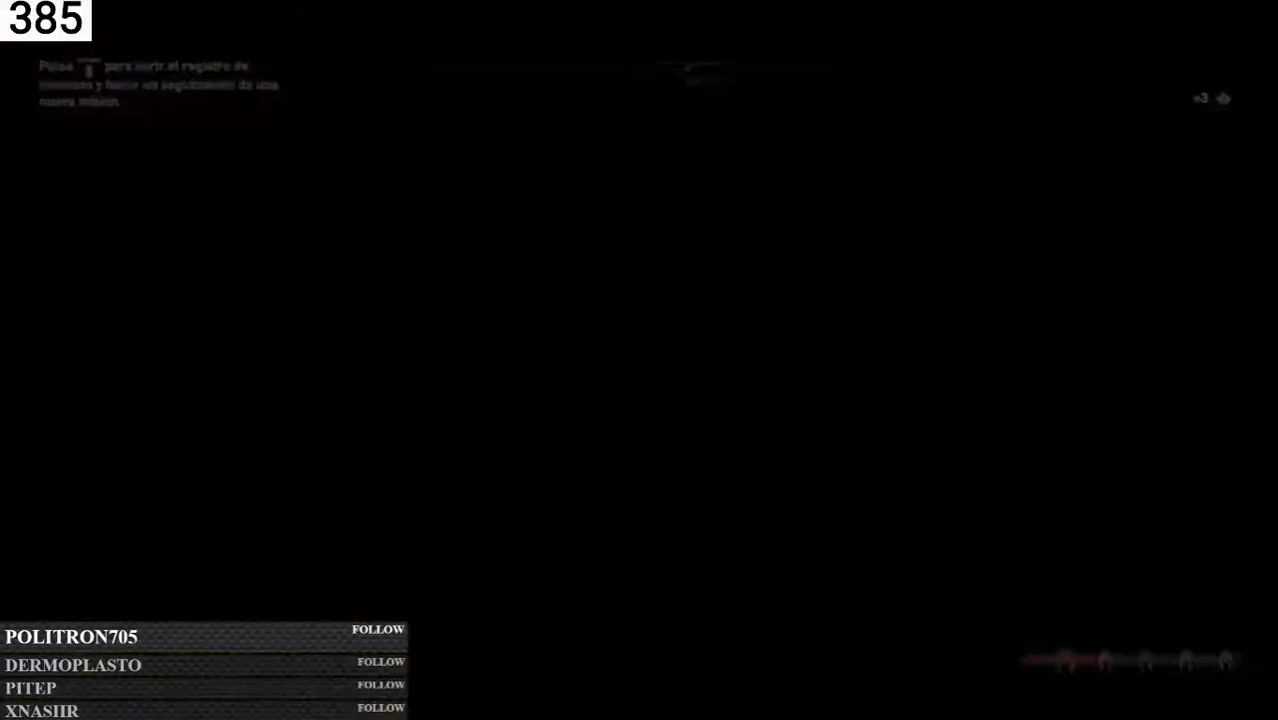 385
Pulsa para abrir el registro de
misiones y hacer un seguimiento de una
nueva misión.
+3
POLITRON705 FOLLOW
DERMOPLASTO FOLLOW
PITEP FOLLOW
XNASIIR FOLLOW